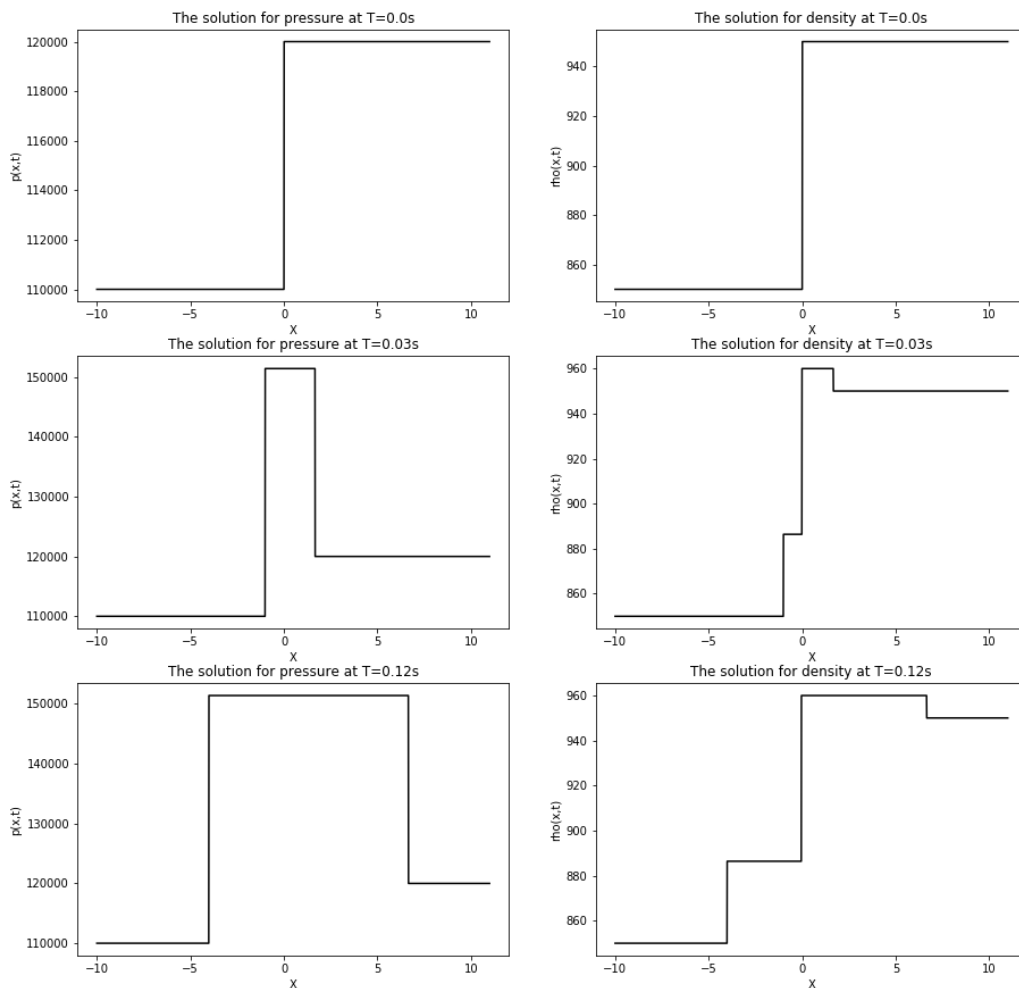 The solution for pressure at T=0.0s
120000
118000
116000
114000
112000
110000
p(x,t)
−10 −5 0 5 10
X
The solution for density at T=0.0s
940
920
900
880
860
rho(x,t)
−10 −5 0 5 10
X
The solution for pressure at T=0.03s
150000
140000
130000
120000
110000
p(x,t)
−10 −5 0 5 10
X
The solution for density at T=0.03s
960
940
920
900
880
860
rho(x,t)
−10 −5 0 5 10
X
The solution for pressure at T=0.12s
150000
140000
130000
120000
110000
p(x,t)
−10 −5 0 5 10
X
The solution for density at T=0.12s
960
940
920
900
880
860
rho(x,t)
−10 −5 0 5 10
X